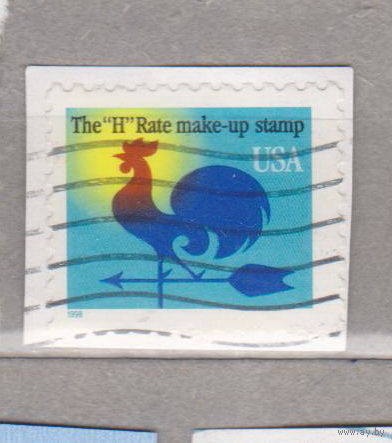 The "H" Rate make-up stamp
USA
1998
www.ay.by